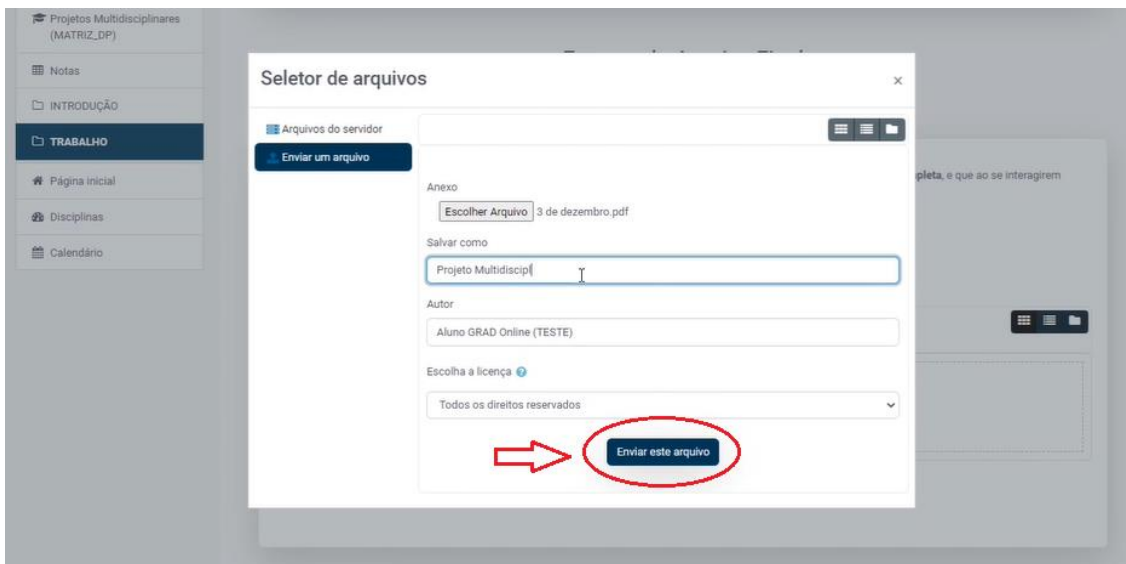 Projetos Multidisciplinares
(MATRIZ_DP)
Notas
INTRODUÇÃO
TRABALHO
Página inicial
Disciplinas
Calendário
Seletor de arquivos
×
Arquivos do servidor
Enviar um arquivo
Anexo
Escolher Arquivo 3 de dezembro.pdf
Salvar como
Projeto Multidiscipl
Autor
Aluno GRAD Online (TESTE)
Escolha a licença
Todos os direitos reservados
Enviar este arquivo
, e que ao se interagirem